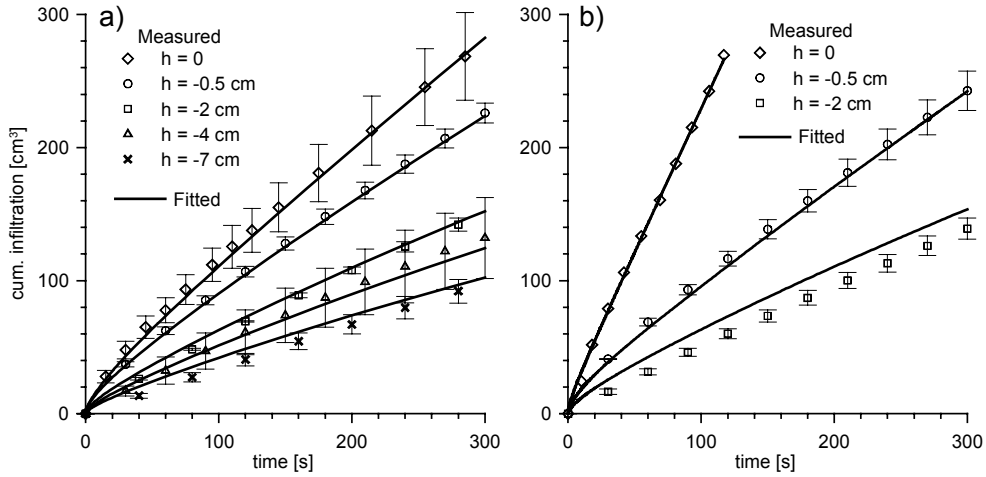 a)
Measured
h = 0
h = -0.5 cm
h = -2 cm
h = -4 cm
h = -7 cm
Fitted
300
200
100
0
cum. infiltration [cm³]
0 100 200 300
time [s]
b)
Measured
h = 0
h = -0.5 cm
h = -2 cm
Fitted
300
200
100
0
0 100 200 300
time [s]